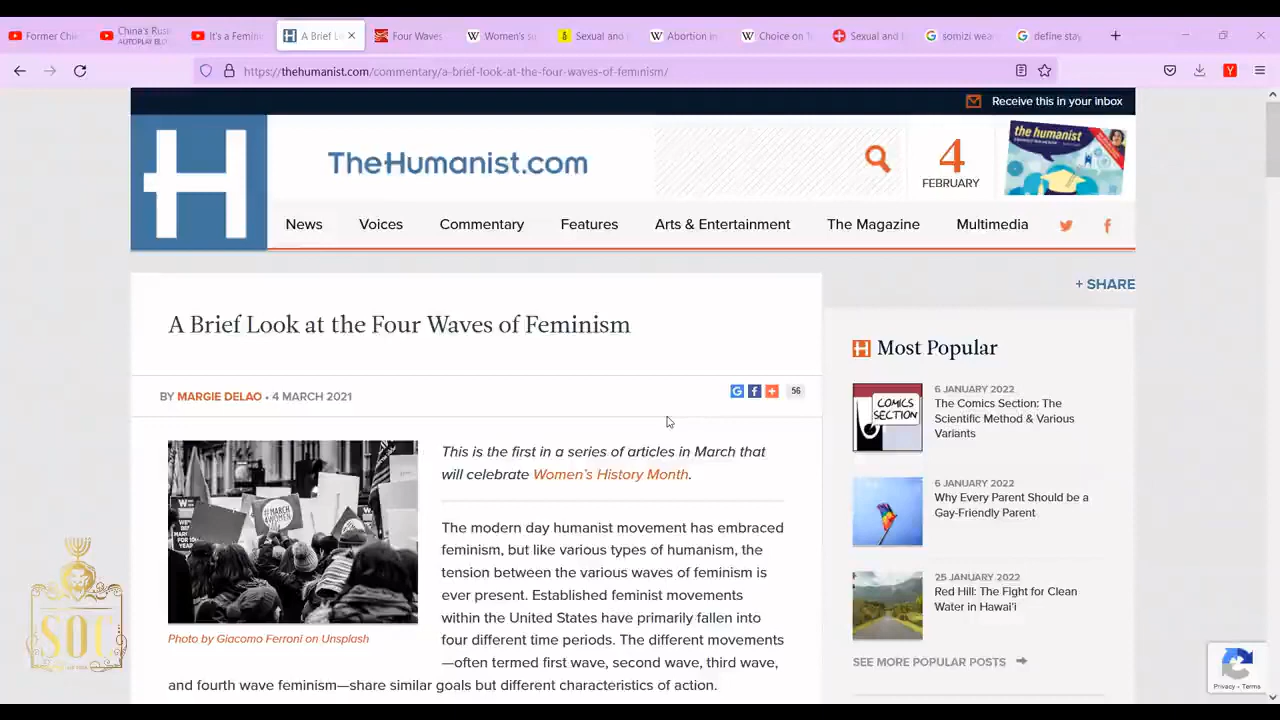 Former Chi
China's Rus
AUTOPLAY BLO
It's a Femin
A Brief L
Four Waves
Women's su
Sexual and
Abortion in
Choice on T
Sexual and
somizi wea
define stay
https://thehumanist.com/commentary/a-brief-look-at-the-four-waves-of-feminism/
Receive this in your inbox
H
TheHumanist.com
4
FEBRUARY
the humanist
News Voices Commentary Features Arts & Entertainment The Magazine Multimedia
+ SHARE
A Brief Look at the Four Waves of Feminism
BY MARGIE DELAO • 4 MARCH 2021
56
This is the first in a series of articles in March that
will celebrate Women's History Month.
The modern day humanist movement has embraced
feminism, but like various types of humanism, the
tension between the various waves of feminism is
ever present. Established feminist movements
within the United States have primarily fallen into
four different time periods. The different movements
—often termed first wave, second wave, third wave,
and fourth wave feminism—share similar goals but different characteristics of action.
Photo by Giacomo Ferroni on Unsplash
Most Popular
COMICS
SECTION
6 JANUARY 2022
The Comics Section: The
Scientific Method & Various
Variants
6 JANUARY 2022
Why Every Parent Should be a
Gay-Friendly Parent
25 JANUARY 2022
Red Hill: The Fight for Clean
Water in Hawai'i
SEE MORE POPULAR POSTS
SOU
Privacy - Terms